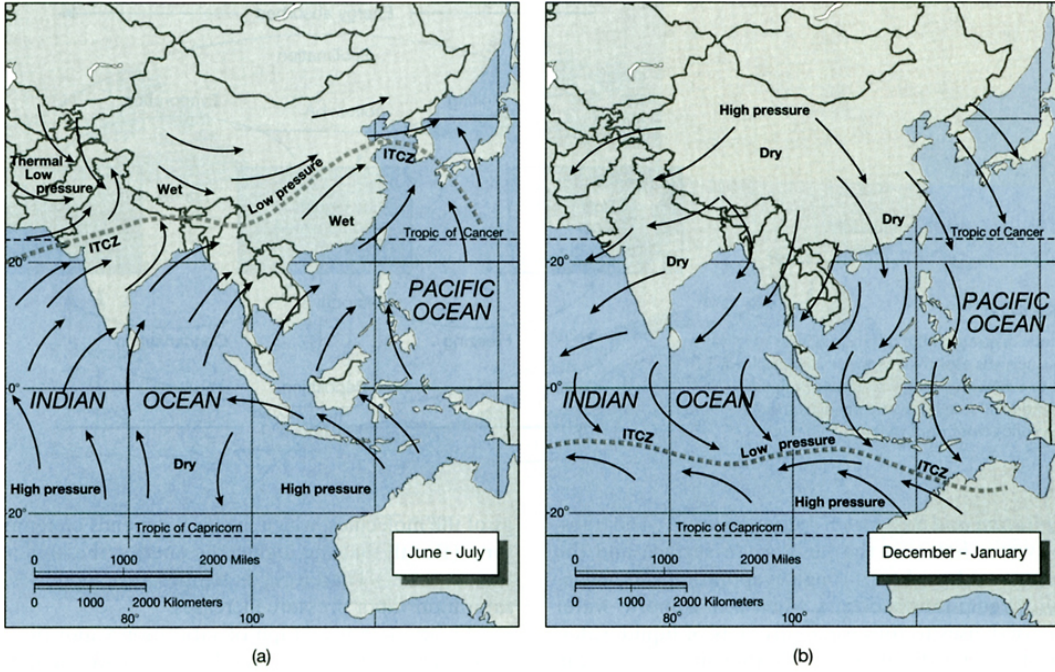 Thermal
Low
pressure
Wet
Low pressure
ITCZ
Wet
ITCZ
Tropic of Cancer
20°
PACIFIC
OCEAN
0°
INDIAN OCEAN
Dry
High pressure
High pressure
20°
Tropic of Capricorn
June - July
0 1000 2000 Miles
0 1000 2000 Kilometers
80° 100°
(a)
High pressure
Dry
Dry
Tropic of Cancer
Dry
20°
PACIFIC
OCEAN
0°
INDIAN OCEAN
ITCZ
Low pressure
ITCZ
High pressure
20°
Tropic of Capricorn
December - January
0 1000 2000 Miles
0 1000 2000 Kilometers
80° 100°
(b)